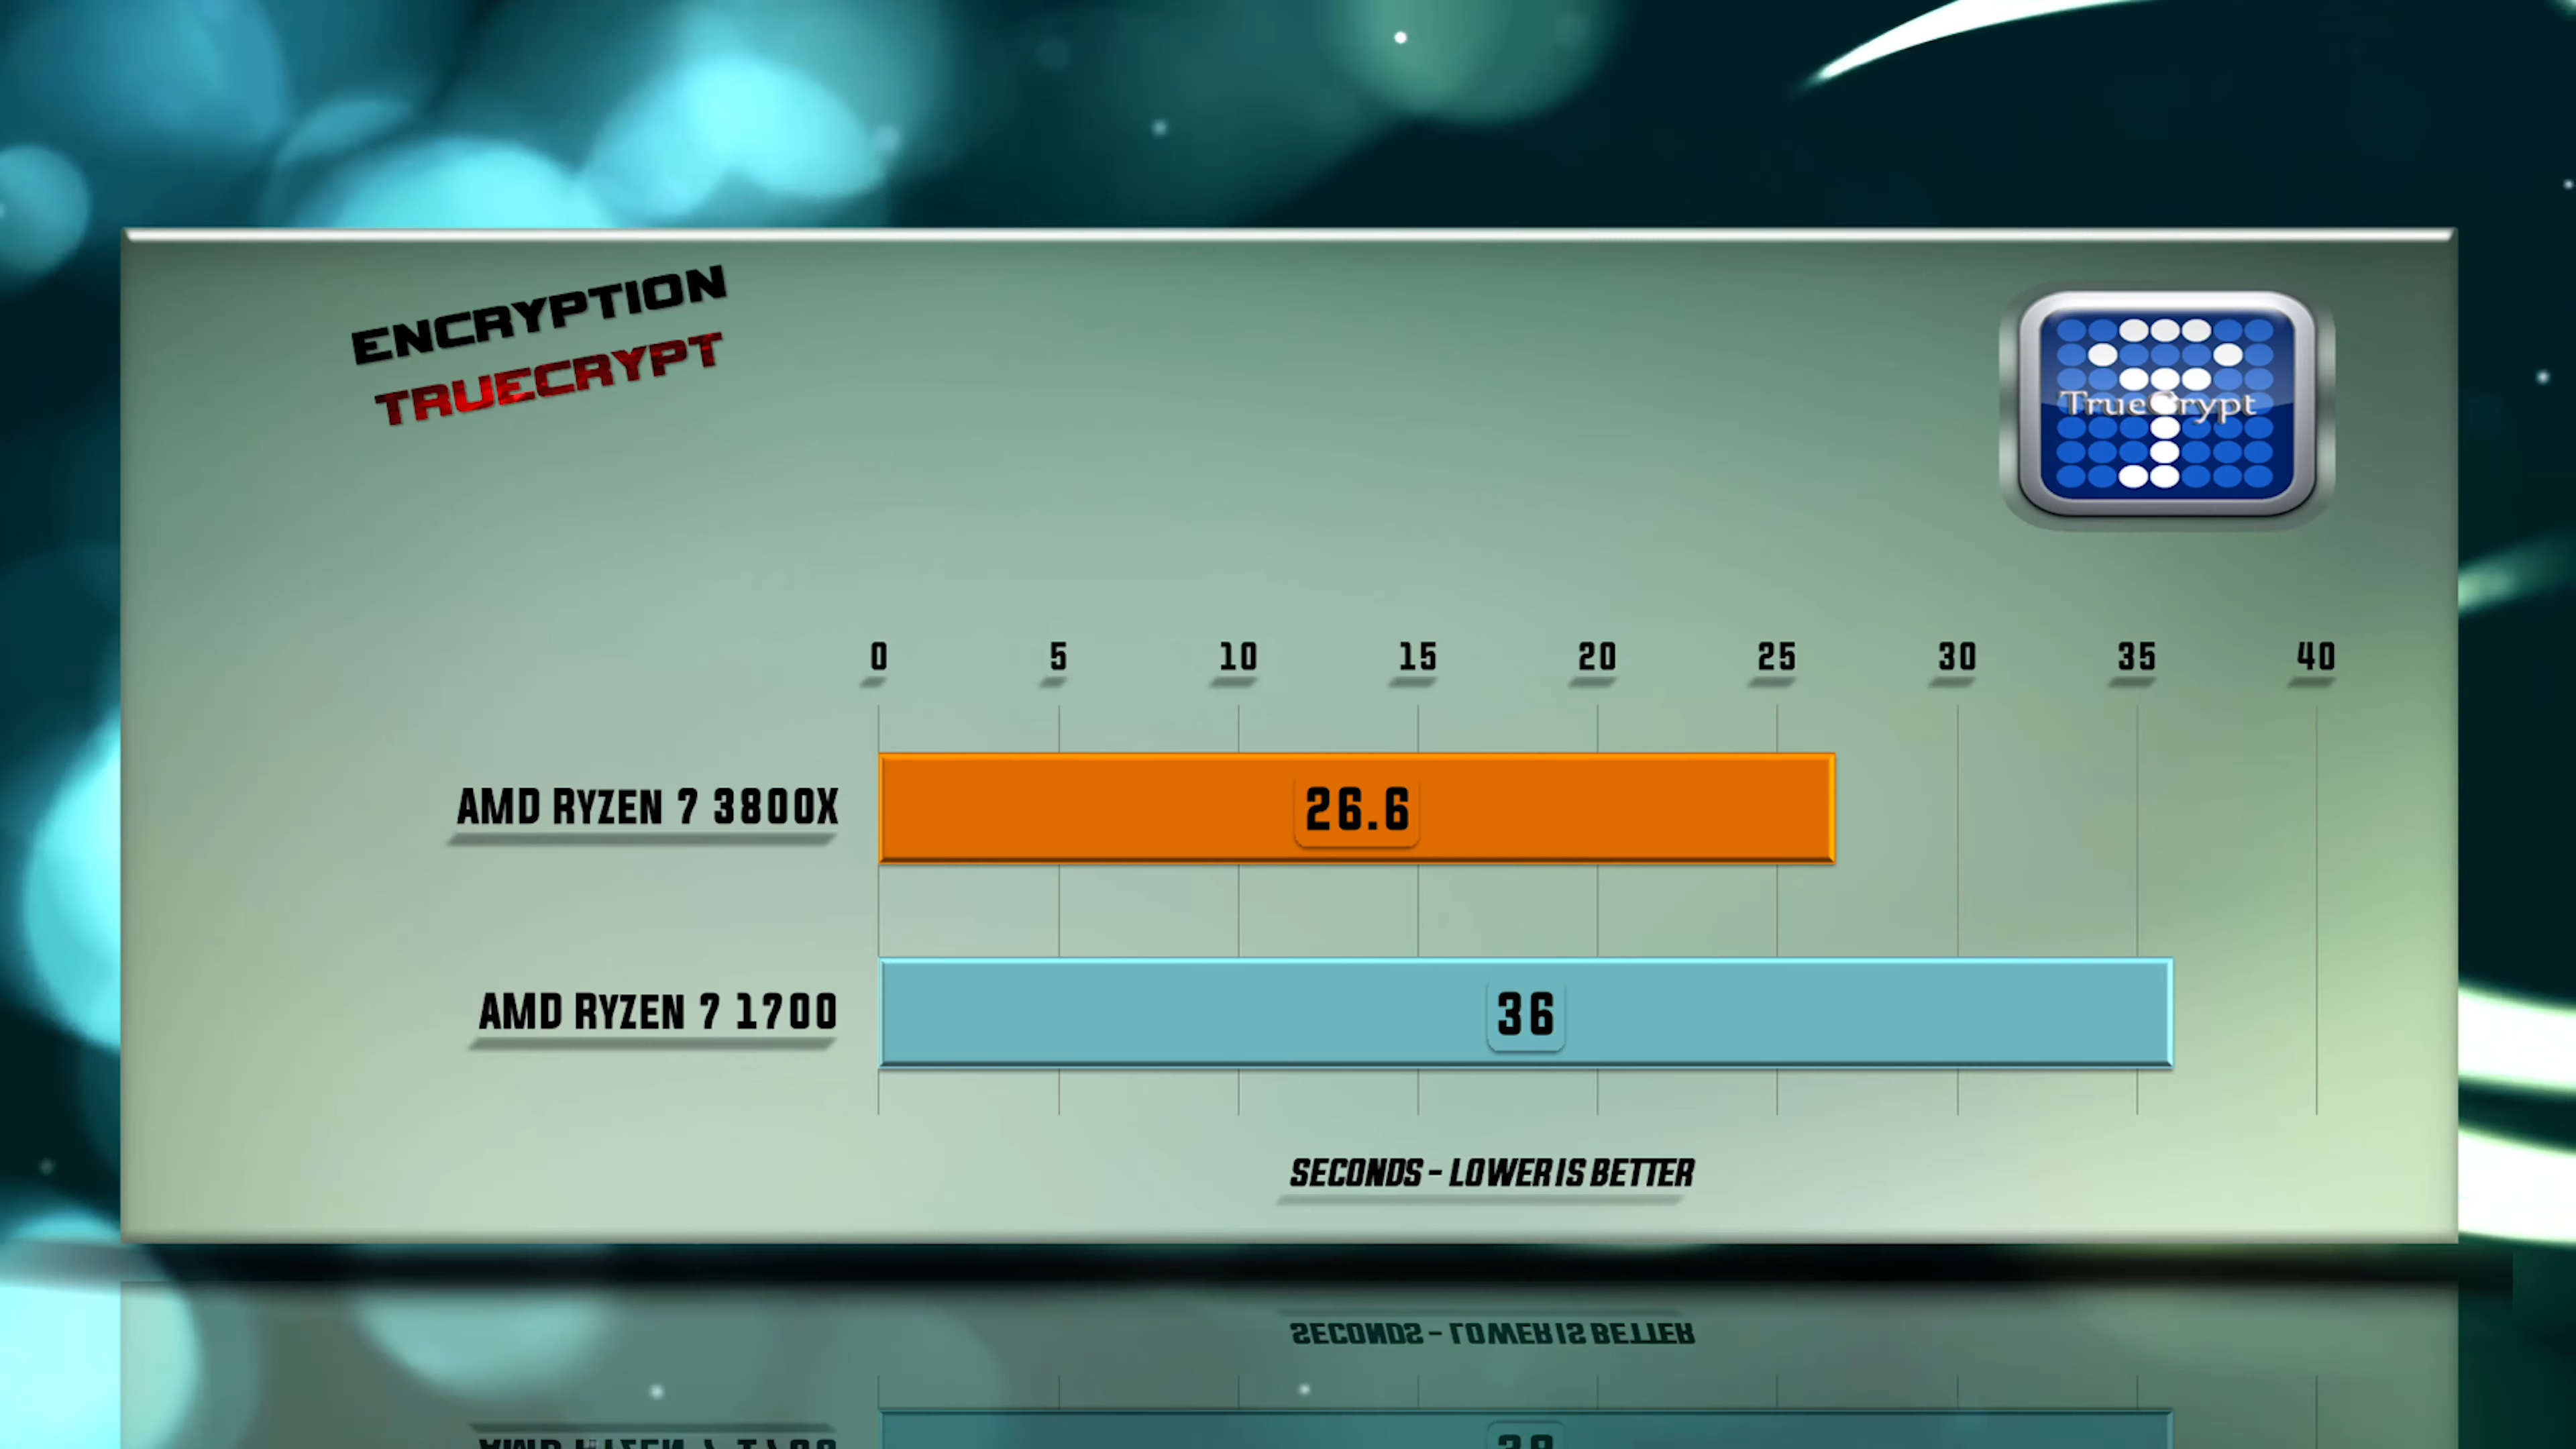 ENCRYPTION
TRUECRYPT
TrueCrypt
0 5 10 15 20 25 30 35 40
AMD RYZEN 7 3800X 26.6
AMD RYZEN 7 1700 36
SECONDS - LOWER IS BETTER